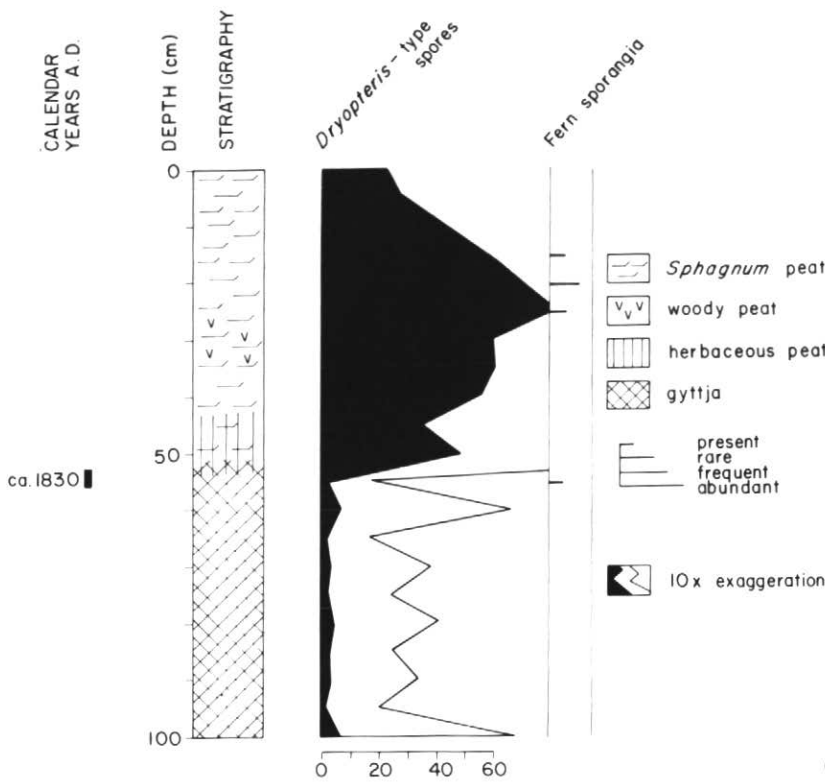 CALENDAR
YEARS A.D.
DEPTH (cm)
STRATIGRAPHY
Dryopteris - type
spores
Fern sporangia
0
50
100
ca. 1830
0 20 40 60
Sphagnum peat
woody peat
herbaceous peat
gyttja
present
rare
frequent
abundant
10x exaggeration